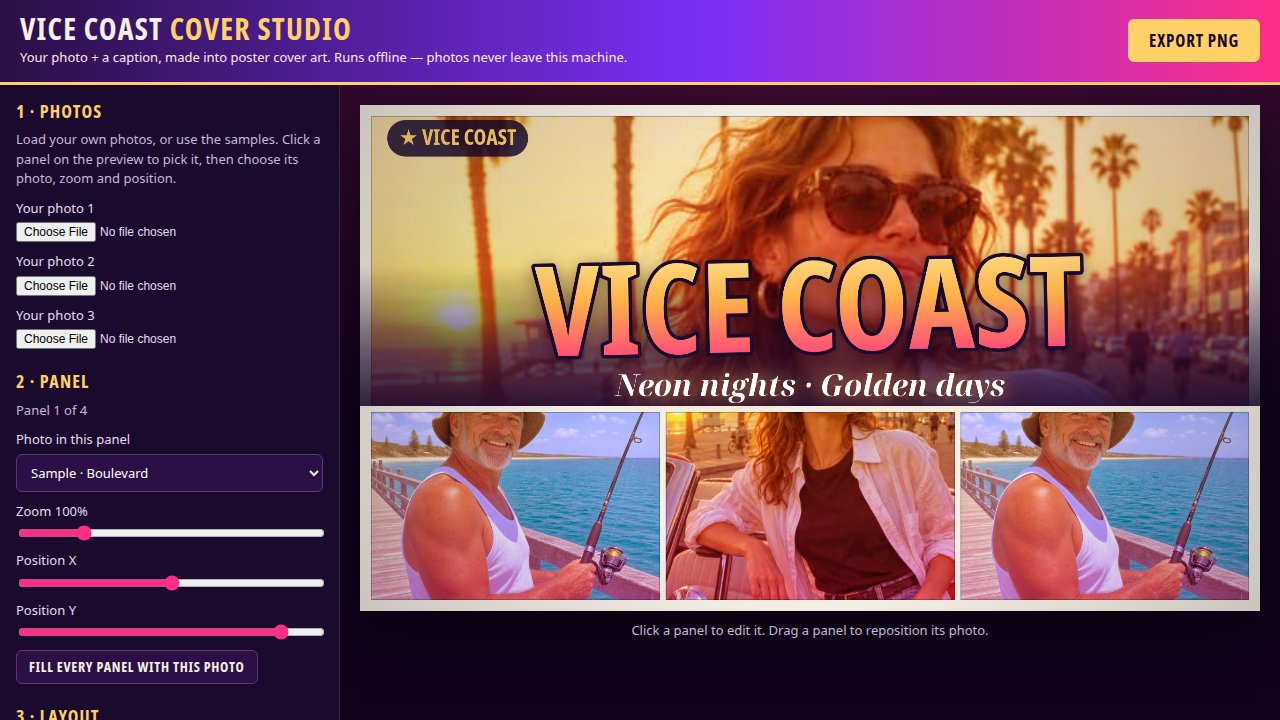 VICE COAST COVER STUDIO
Your photo + a caption, made into poster cover art. Runs offline — photos never leave this machine.
EXPORT PNG
1 · PHOTOS
Load your own photos, or use the samples. Click a
panel on the preview to pick it, then choose its
photo, zoom and position.
Your photo 1
Choose File No file chosen
Your photo 2
Choose File No file chosen
Your photo 3
Choose File No file chosen
2 · PANEL
Panel 1 of 4
Photo in this panel
Sample · Boulevard
Zoom 100%
Position X
Position Y
FILL EVERY PANEL WITH THIS PHOTO
3 · LAYOUT
★ VICE COAST
VICE COAST
Neon nights · Golden days
Click a panel to edit it. Drag a panel to reposition its photo.